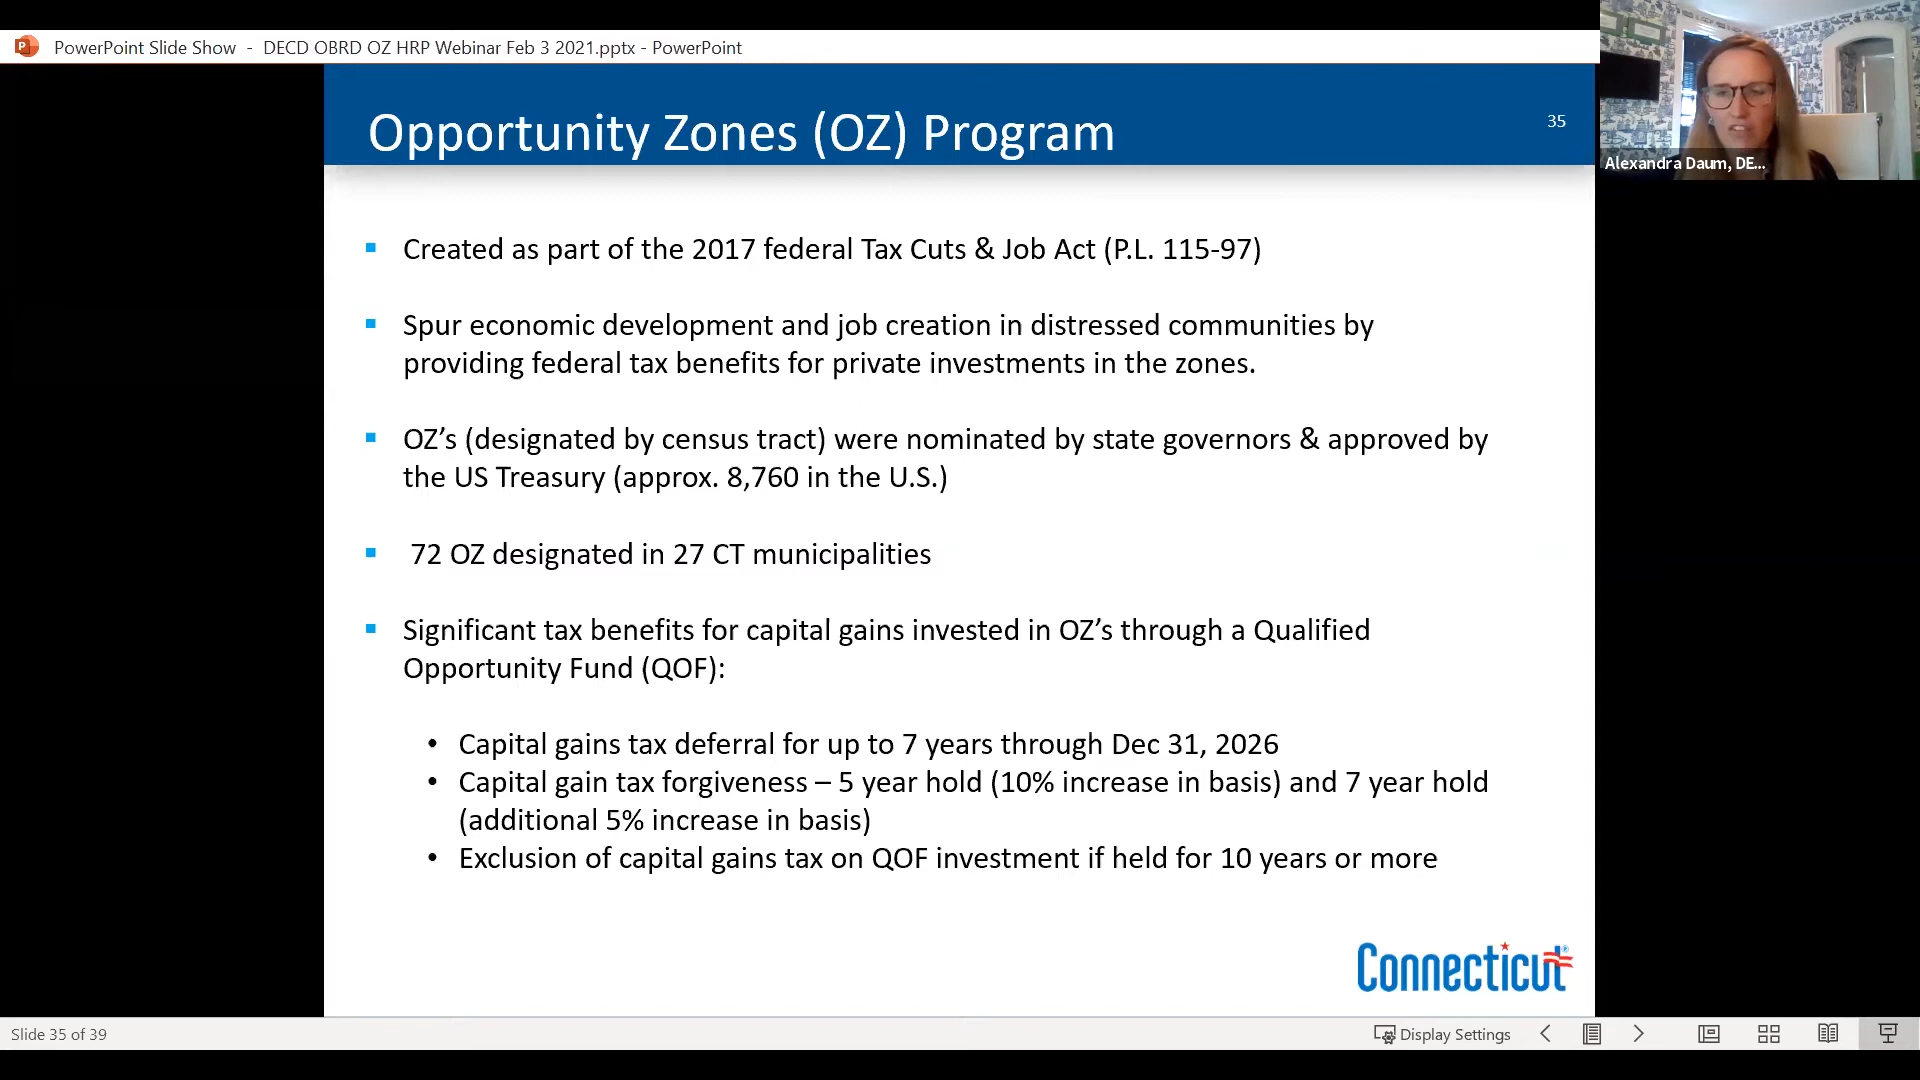 PowerPoint Slide Show - DECD OBRD OZ HRP Webinar Feb 3 2021.pptx - PowerPoint
Opportunity Zones (OZ) Program
35
Alexandra Daum, DE...
▪ Created as part of the 2017 federal Tax Cuts & Job Act (P.L. 115-97)
▪ Spur economic development and job creation in distressed communities by
providing federal tax benefits for private investments in the zones.
▪ OZ’s (designated by census tract) were nominated by state governors & approved by
the US Treasury (approx. 8,760 in the U.S.)
▪ 72 OZ designated in 27 CT municipalities
▪ Significant tax benefits for capital gains invested in OZ’s through a Qualified
Opportunity Fund (QOF):
• Capital gains tax deferral for up to 7 years through Dec 31, 2026
• Capital gain tax forgiveness – 5 year hold (10% increase in basis) and 7 year hold
(additional 5% increase in basis)
• Exclusion of capital gains tax on QOF investment if held for 10 years or more
Connecticut
Slide 35 of 39
Display Settings